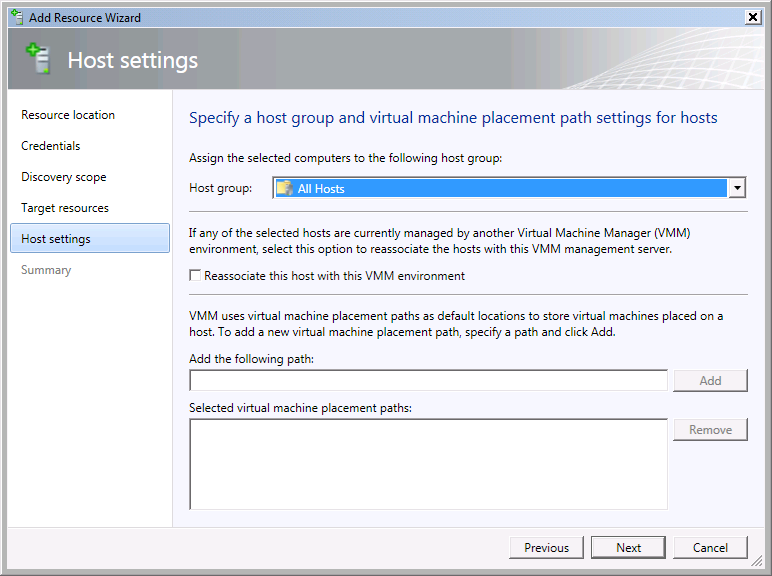 Add Resource Wizard
Host settings
Resource location
Credentials
Discovery scope
Target resources
Host settings
Summary
Specify a host group and virtual machine placement path settings for hosts
Assign the selected computers to the following host group:
Host group:
All Hosts
If any of the selected hosts are currently managed by another Virtual Machine Manager (VMM)
environment, select this option to reassociate the hosts with this VMM management server.
Reassociate this host with this VMM environment
VMM uses virtual machine placement paths as default locations to store virtual machines placed on a
host. To add a new virtual machine placement path, specify a path and click Add.
Add the following path:
Add
Selected virtual machine placement paths:
Remove
Previous
Next
Cancel